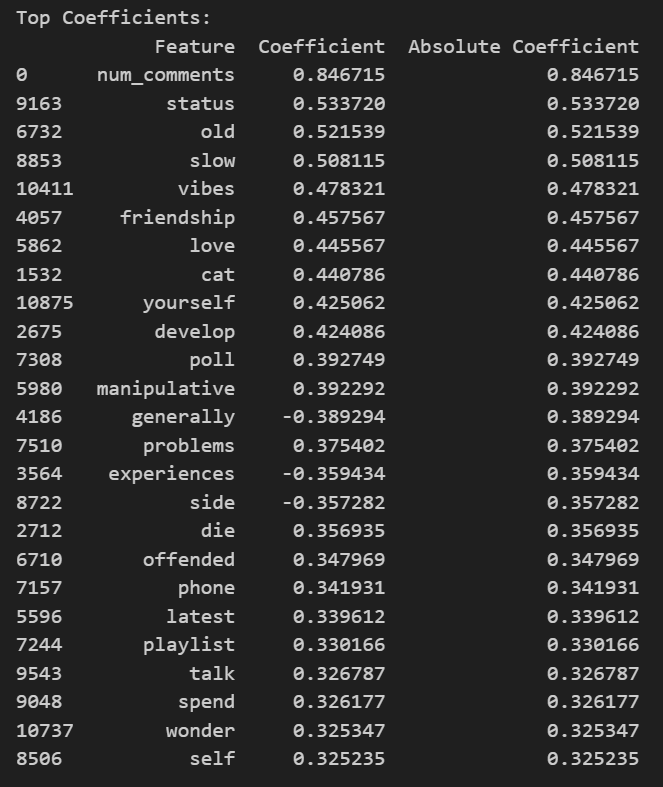 Top Coefficients:
Feature Coefficient Absolute Coefficient
0 num_comments 0.846715 0.846715
9163 status 0.533720 0.533720
6732 old 0.521539 0.521539
8853 slow 0.508115 0.508115
10411 vibes 0.478321 0.478321
4057 friendship 0.457567 0.457567
5862 love 0.445567 0.445567
1532 cat 0.440786 0.440786
10875 yourself 0.425062 0.425062
2675 develop 0.424086 0.424086
7308 poll 0.392749 0.392749
5980 manipulative 0.392292 0.392292
4186 generally -0.389294 0.389294
7510 problems 0.375402 0.375402
3564 experiences -0.359434 0.359434
8722 side -0.357282 0.357282
2712 die 0.356935 0.356935
6710 offended 0.347969 0.347969
7157 phone 0.341931 0.341931
5596 latest 0.339612 0.339612
7244 playlist 0.330166 0.330166
9543 talk 0.326787 0.326787
9048 spend 0.326177 0.326177
10737 wonder 0.325347 0.325347
8506 self 0.325235 0.325235